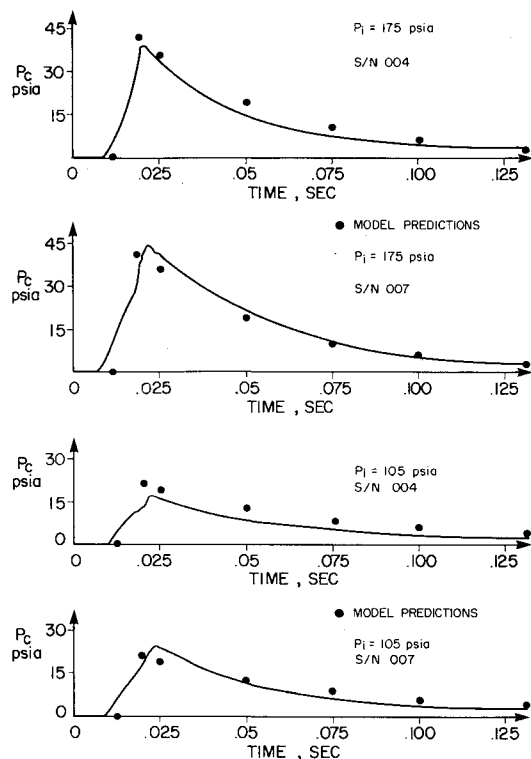 45
Pi = 175 psia
Pc
psia
30
S/N 004
15
0 .025 .05 .075 .100 .125
TIME , SEC
● MODEL PREDICTIONS
45
Pi = 175 psia
Pc
psia
30
S/N 007
15
0 .025 .05 .075 .100 .125
TIME , SEC
30
Pi = 105 psia
S/N 004
Pc
psia
15
0
0 .025 .05 .075 .100 .125
TIME , SEC
● MODEL PREDICTIONS
30
Pi = 105 psia
S/N 007
Pc
psia
15
0
0 .025 .05 .075 .100 .125
TIME , SEC